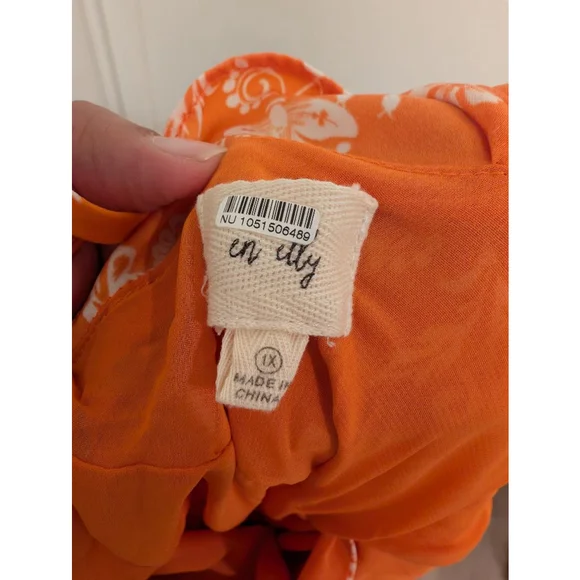 NU 1051506489
en elly
1X
MADE IN
CHINA